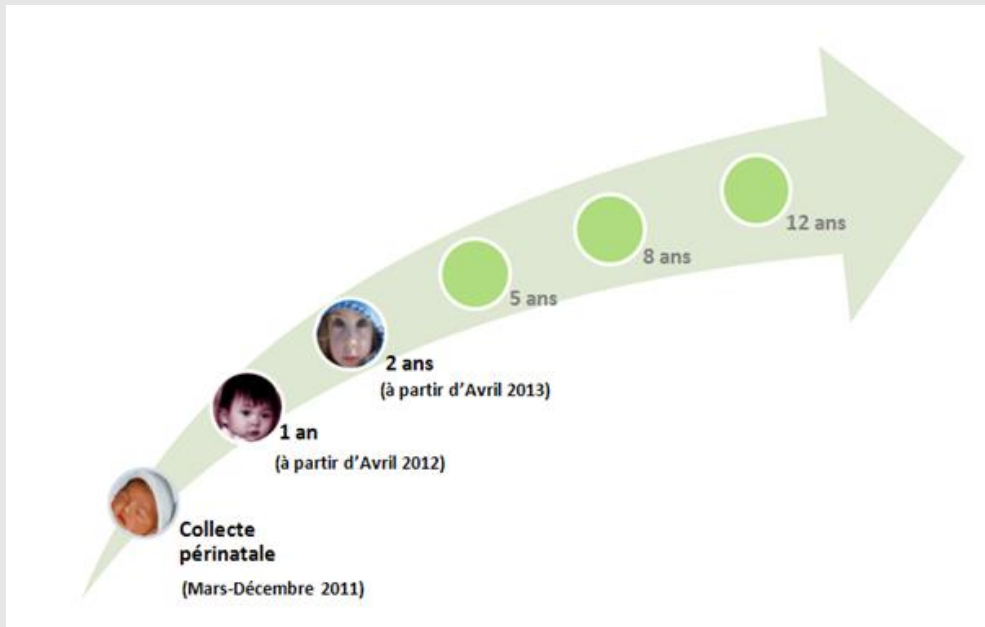 12 ans
8 ans
5 ans
2 ans
(à partir d'Avril 2013)
1 an
(à partir d'Avril 2012)
Collecte
périnatale
(Mars-Décembre 2011)